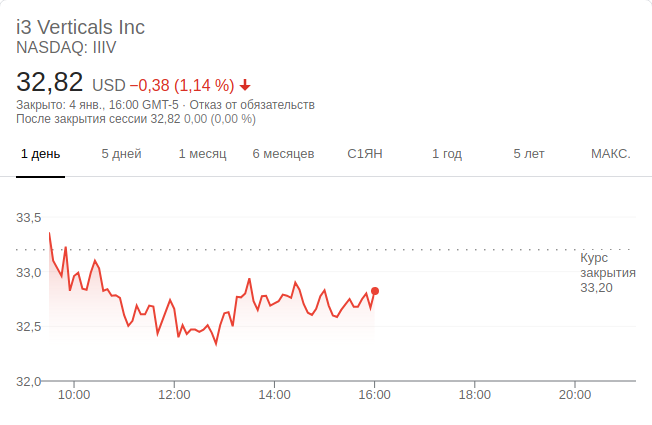 i3 Verticals Inc
NASDAQ: IIIV
32,82 USD −0,38 (1,14 %)
Закрыто: 4 янв., 16:00 GMT-5 · Отказ от обязательств
После закрытия сессии 32,82 0,00 (0,00 %)
1 день 5 дней 1 месяц 6 месяцев С1ЯН 1 год 5 лет МАКС.
33,5
Курс
закрытия
33,20
33,0
32,5
32,0
10:00 12:00 14:00 16:00 18:00 20:00